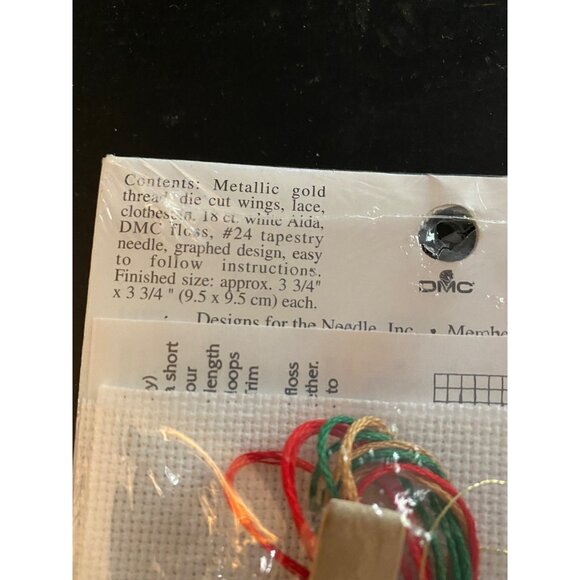 Contents: Metallic gold
thread, die cut wings, lace,
clothespin, 18 ct. white Aida,
DMC floss, #24 tapestry
needle, graphed design, easy
to follow instructions.
Finished size: approx. 3 3/4"
x 3 3/4 " (9.5 x 9.5 cm) each.
DMC
Designs for the Needle, Inc. • Membe
y)
a short
our
length
loops
rim
floss
ether.
to